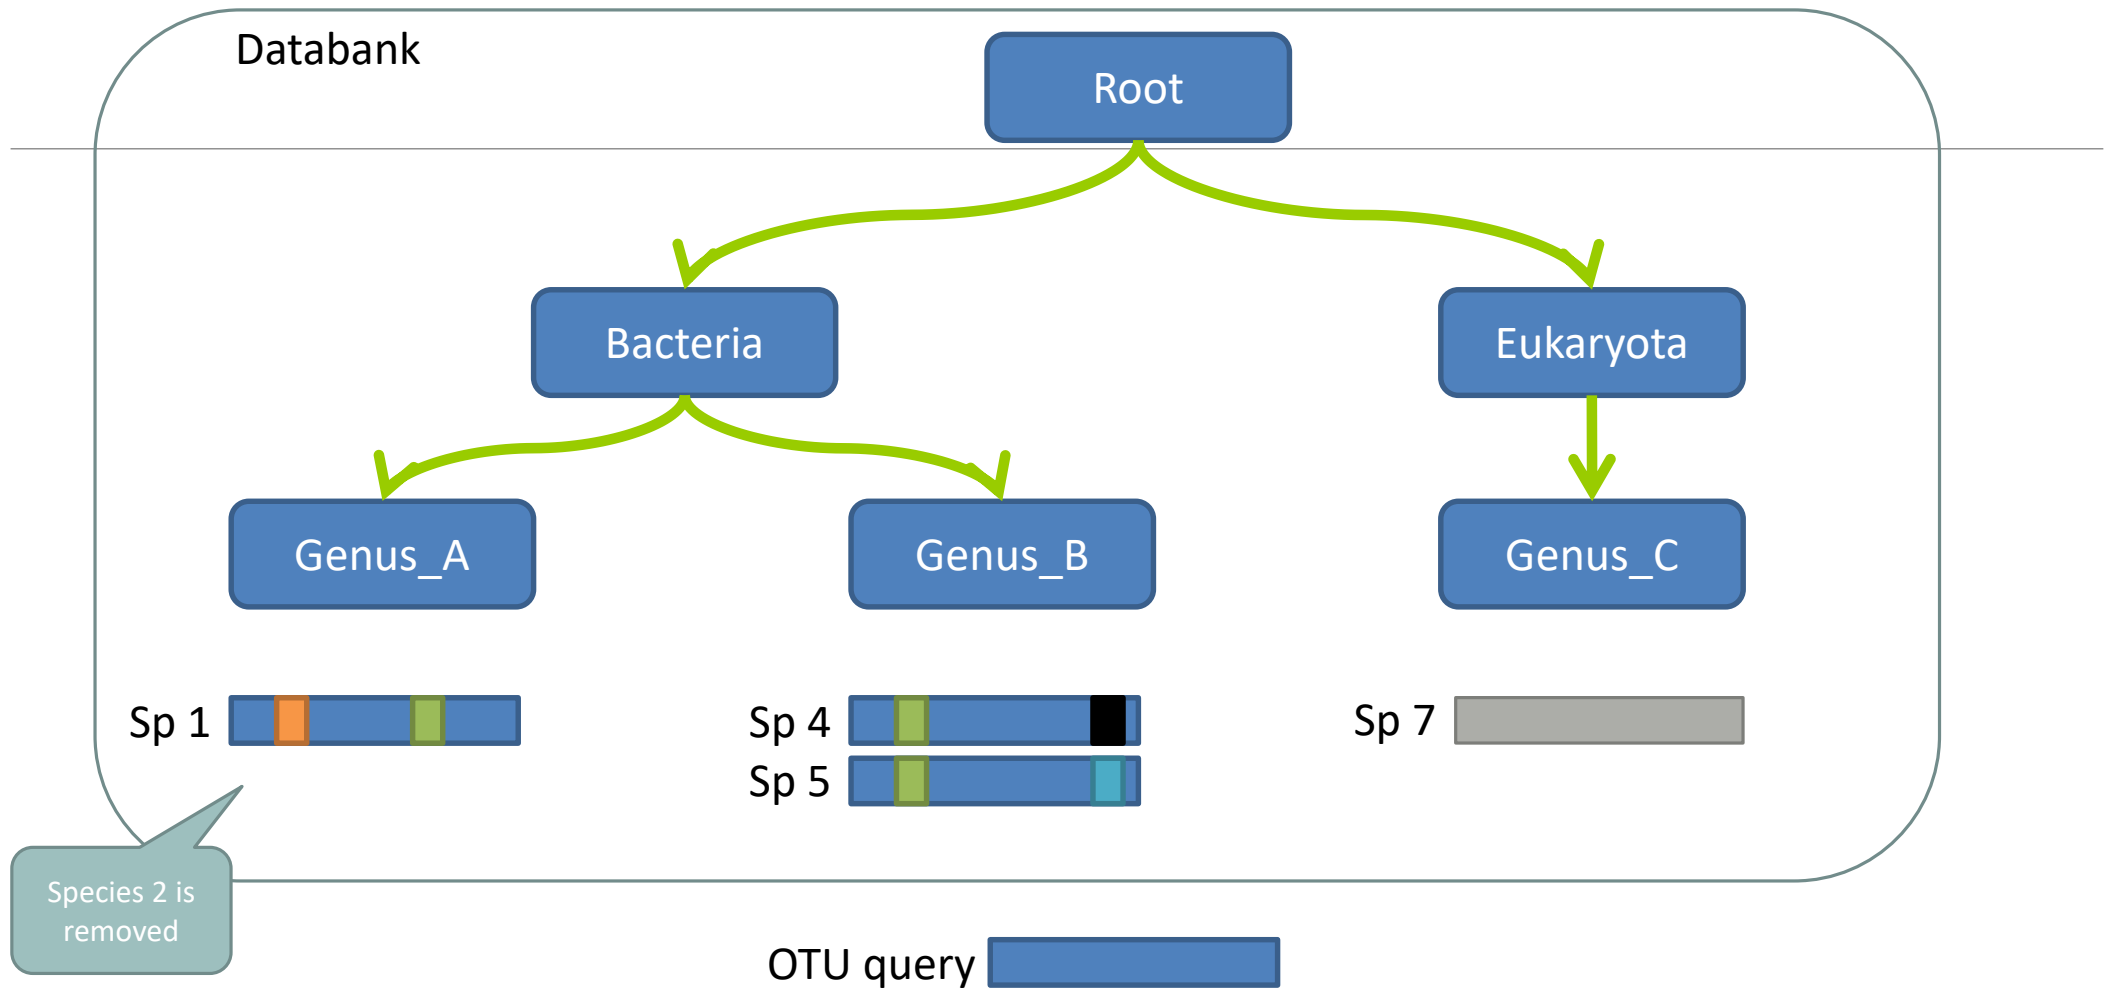 Databank
Root
Bacteria
Eukaryota
Genus_A
Genus_B
Genus_C
Sp 1
Sp 4
Sp 7
Sp 5
Species 2 is
removed
OTU query